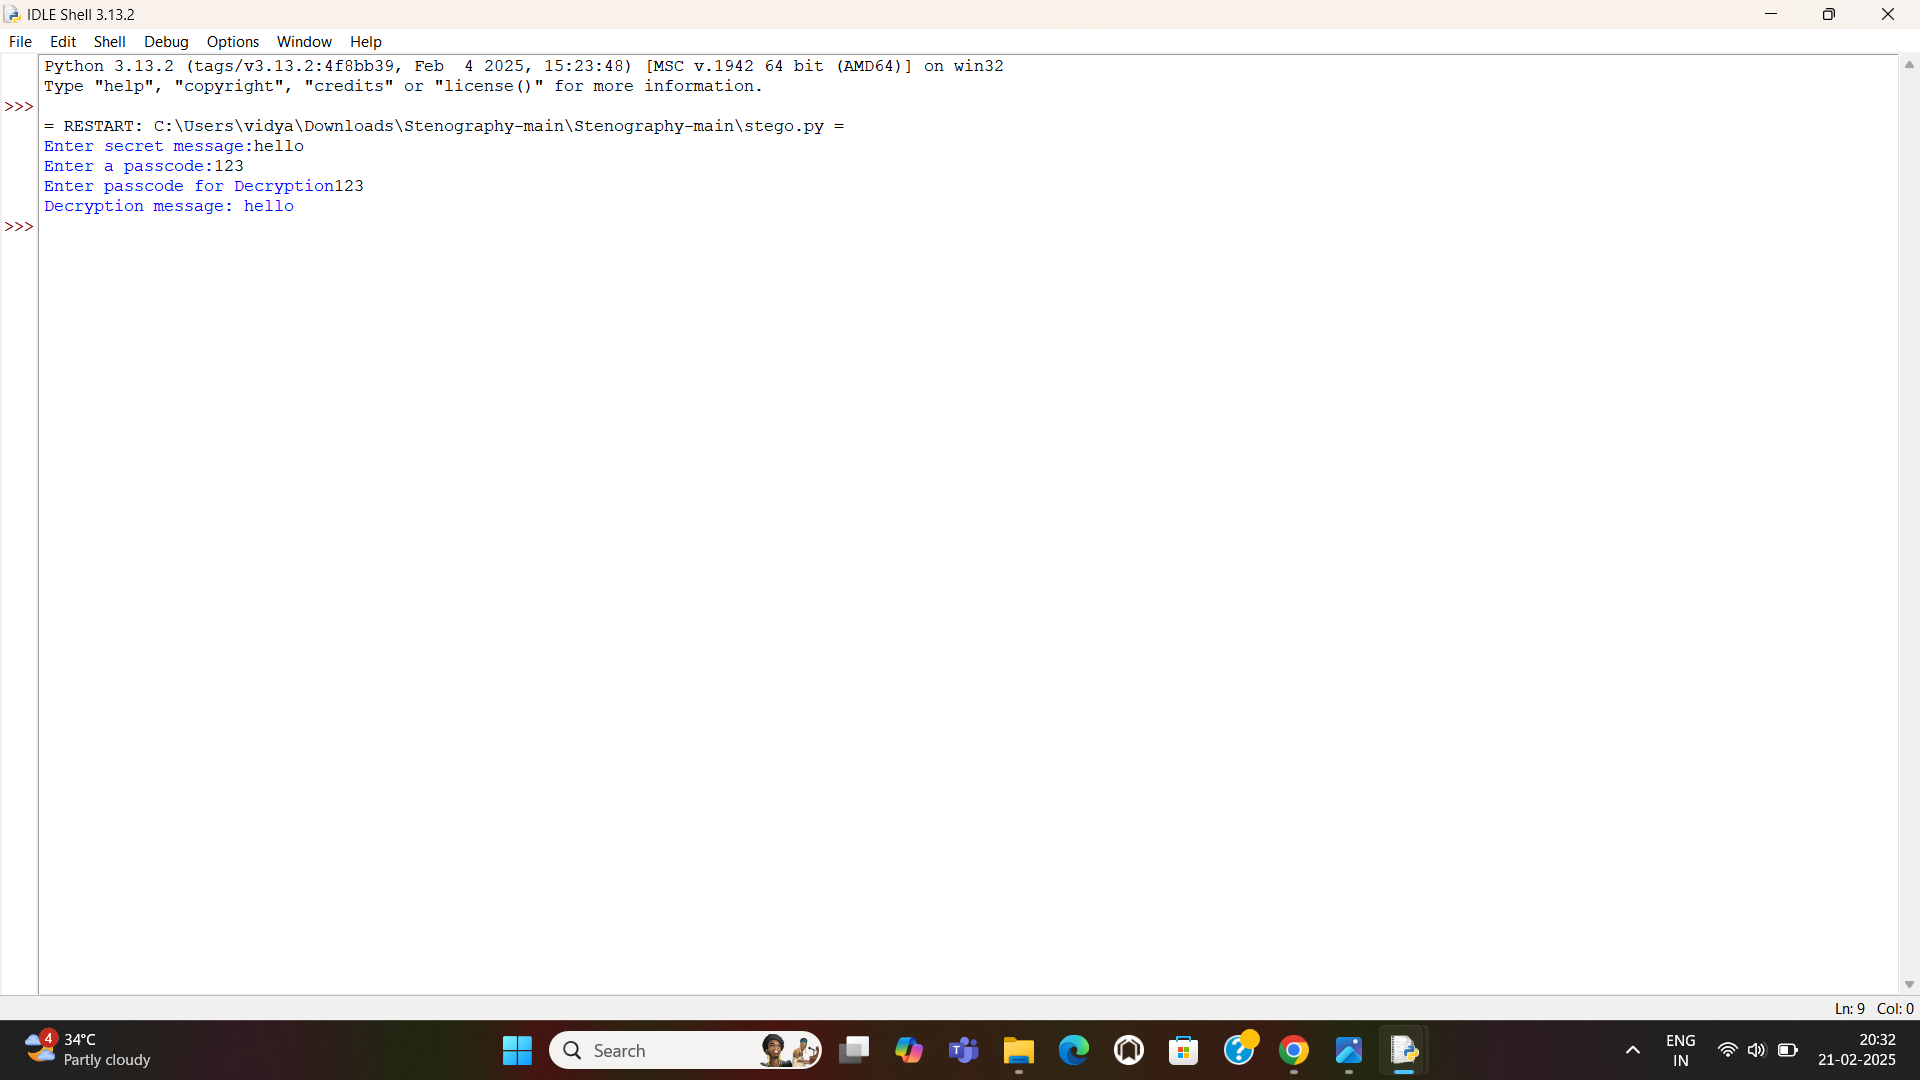 IDLE Shell 3.13.2
File Edit Shell Debug Options Window Help
Python 3.13.2 (tags/v3.13.2:4f8bb39, Feb  4 2025, 15:23:48) [MSC v.1942 64 bit (AMD64)] on win32
Type "help", "copyright", "credits" or "license()" for more information.
>>>
= RESTART: C:\Users\vidya\Downloads\Stenography-main\Stenography-main\stego.py =
Enter secret message:hello
Enter a passcode:123
Enter passcode for Decryption123
Decryption message: hello
>>>
Ln: 9 Col: 0
4
34°C
Partly cloudy
Search
ENG
IN
20:32
21-02-2025